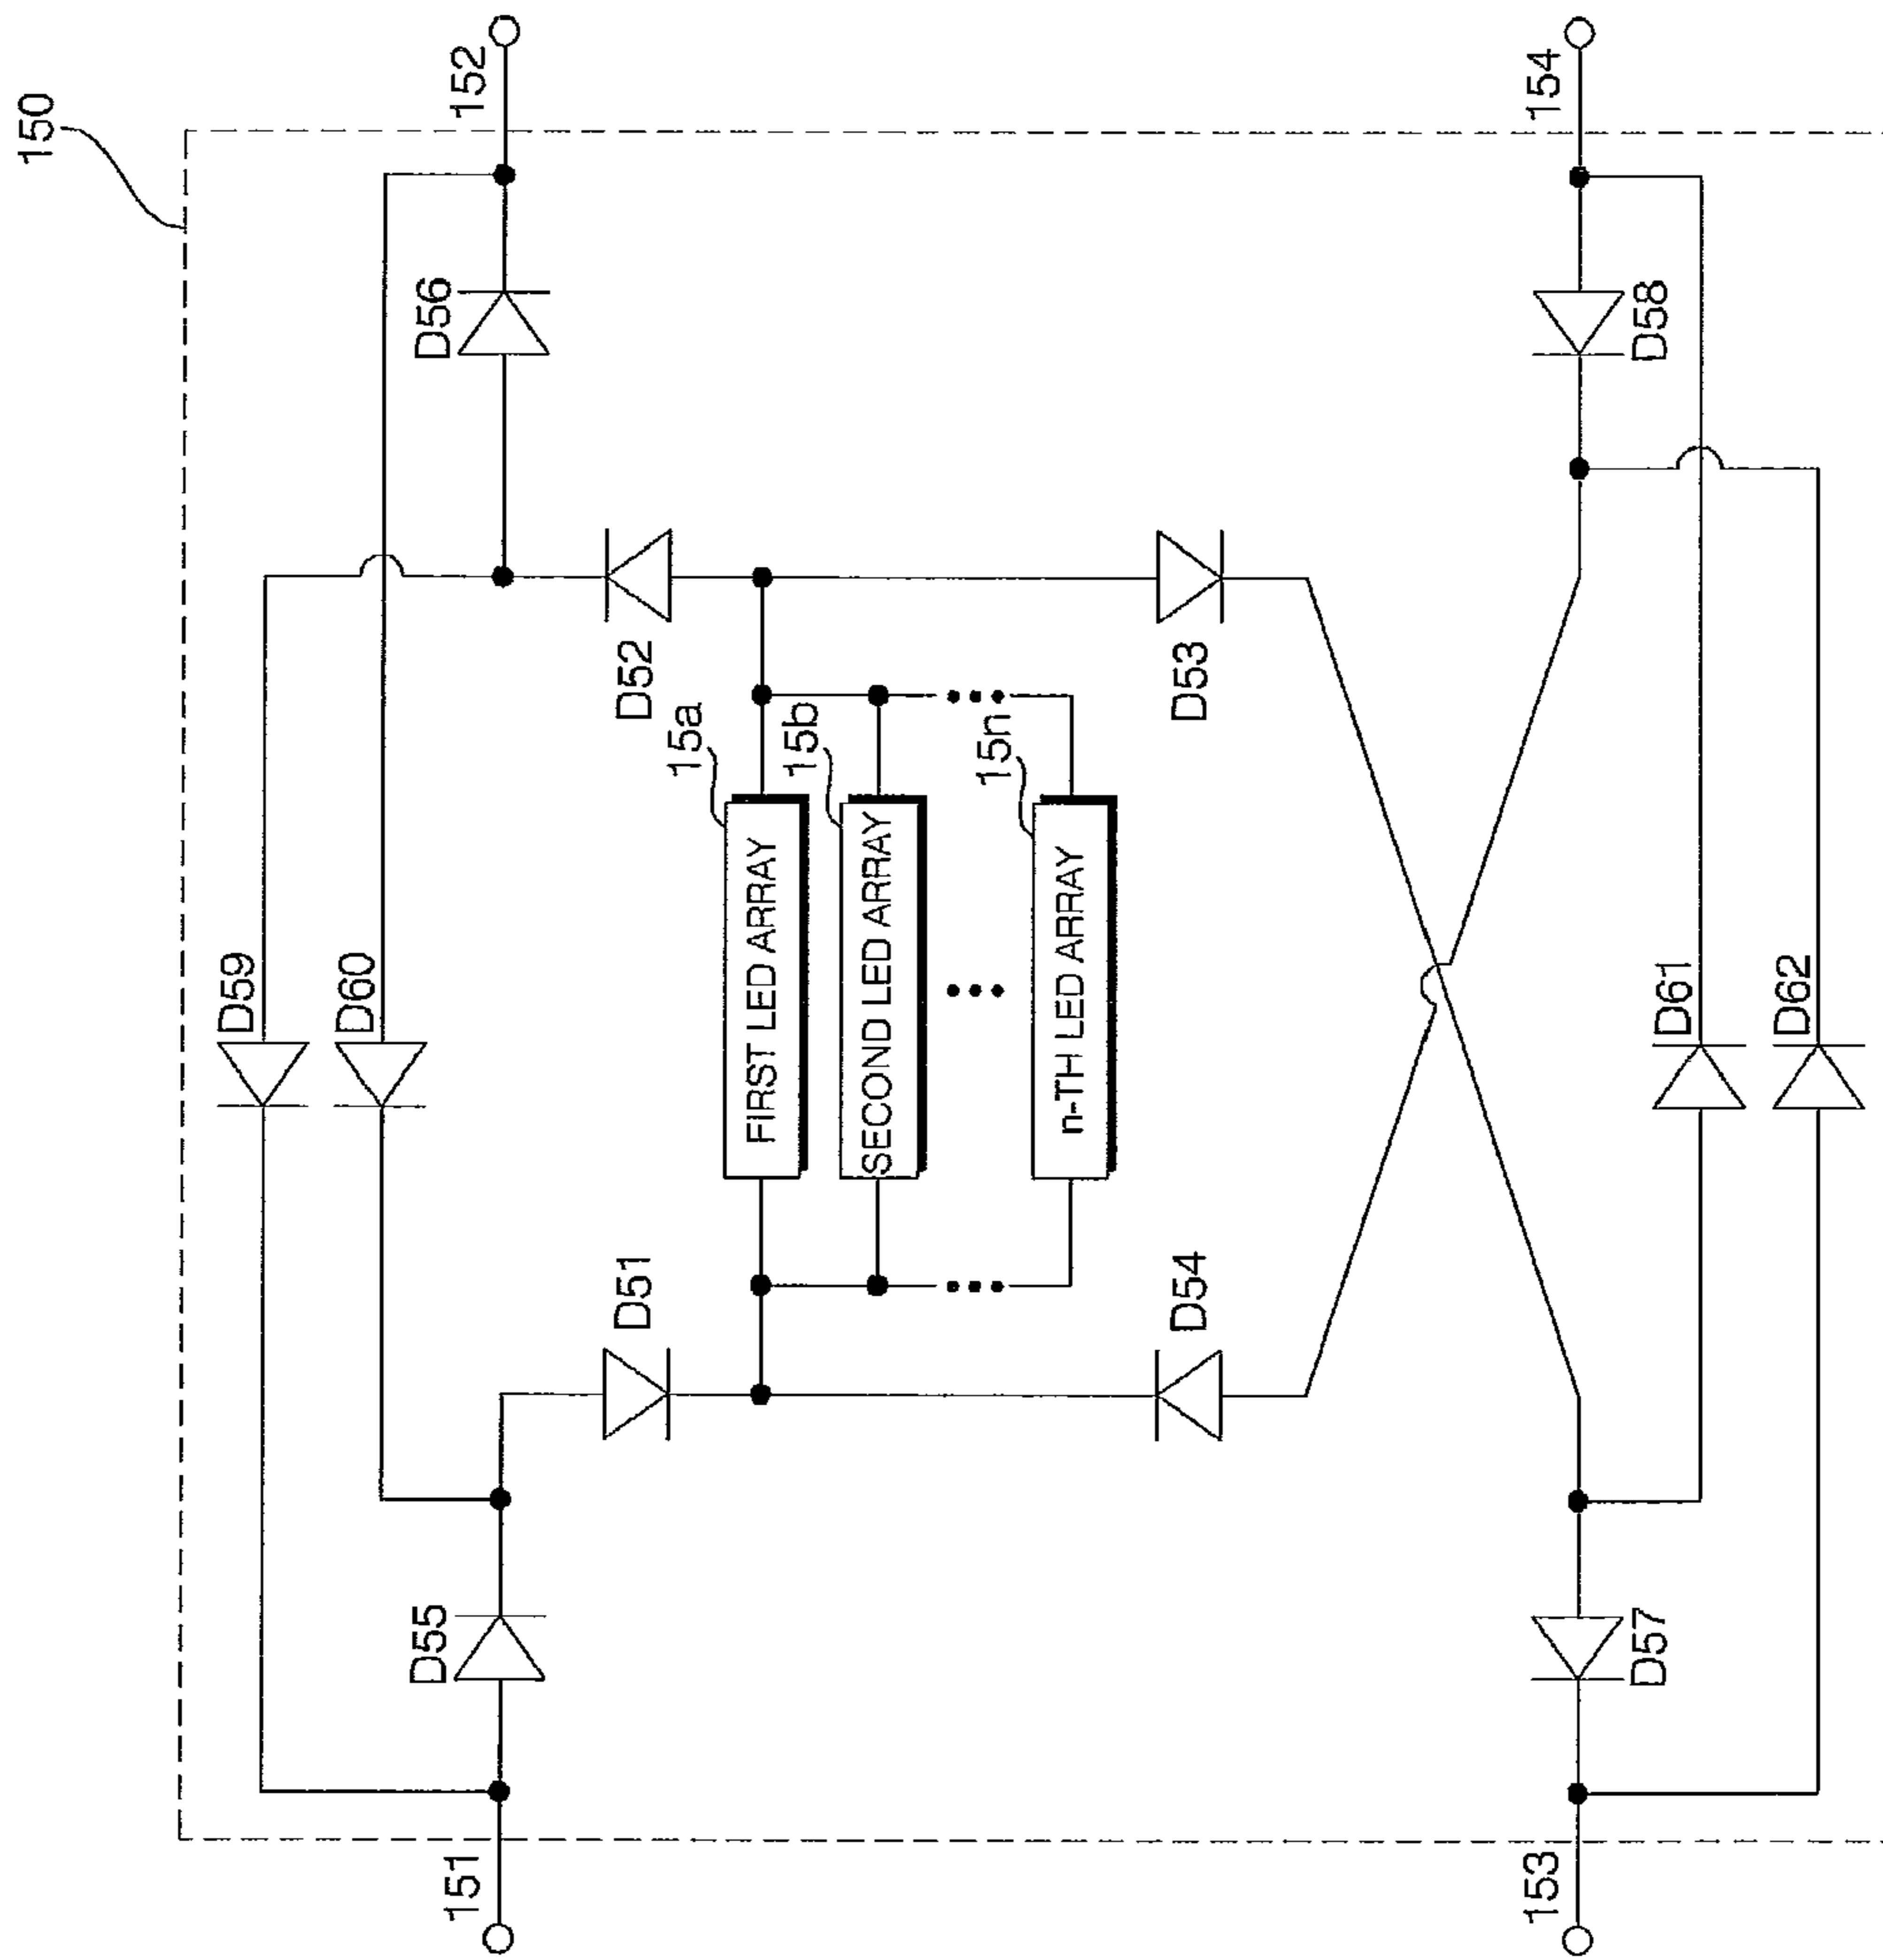 150
152
154
D56
D58
D59
D60
D52
D53
15a
15b
15n
FIRST LED ARRAY
SECOND LED ARRAY
n-TH LED ARRAY
D61
D62
D51
D54
D55
D57
151
153